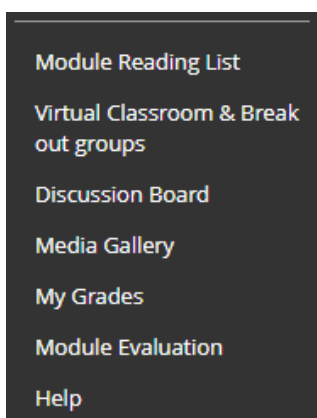 Module Reading List
Virtual Classroom & Break
out groups
Discussion Board
Media Gallery
My Grades
Module Evaluation
Help